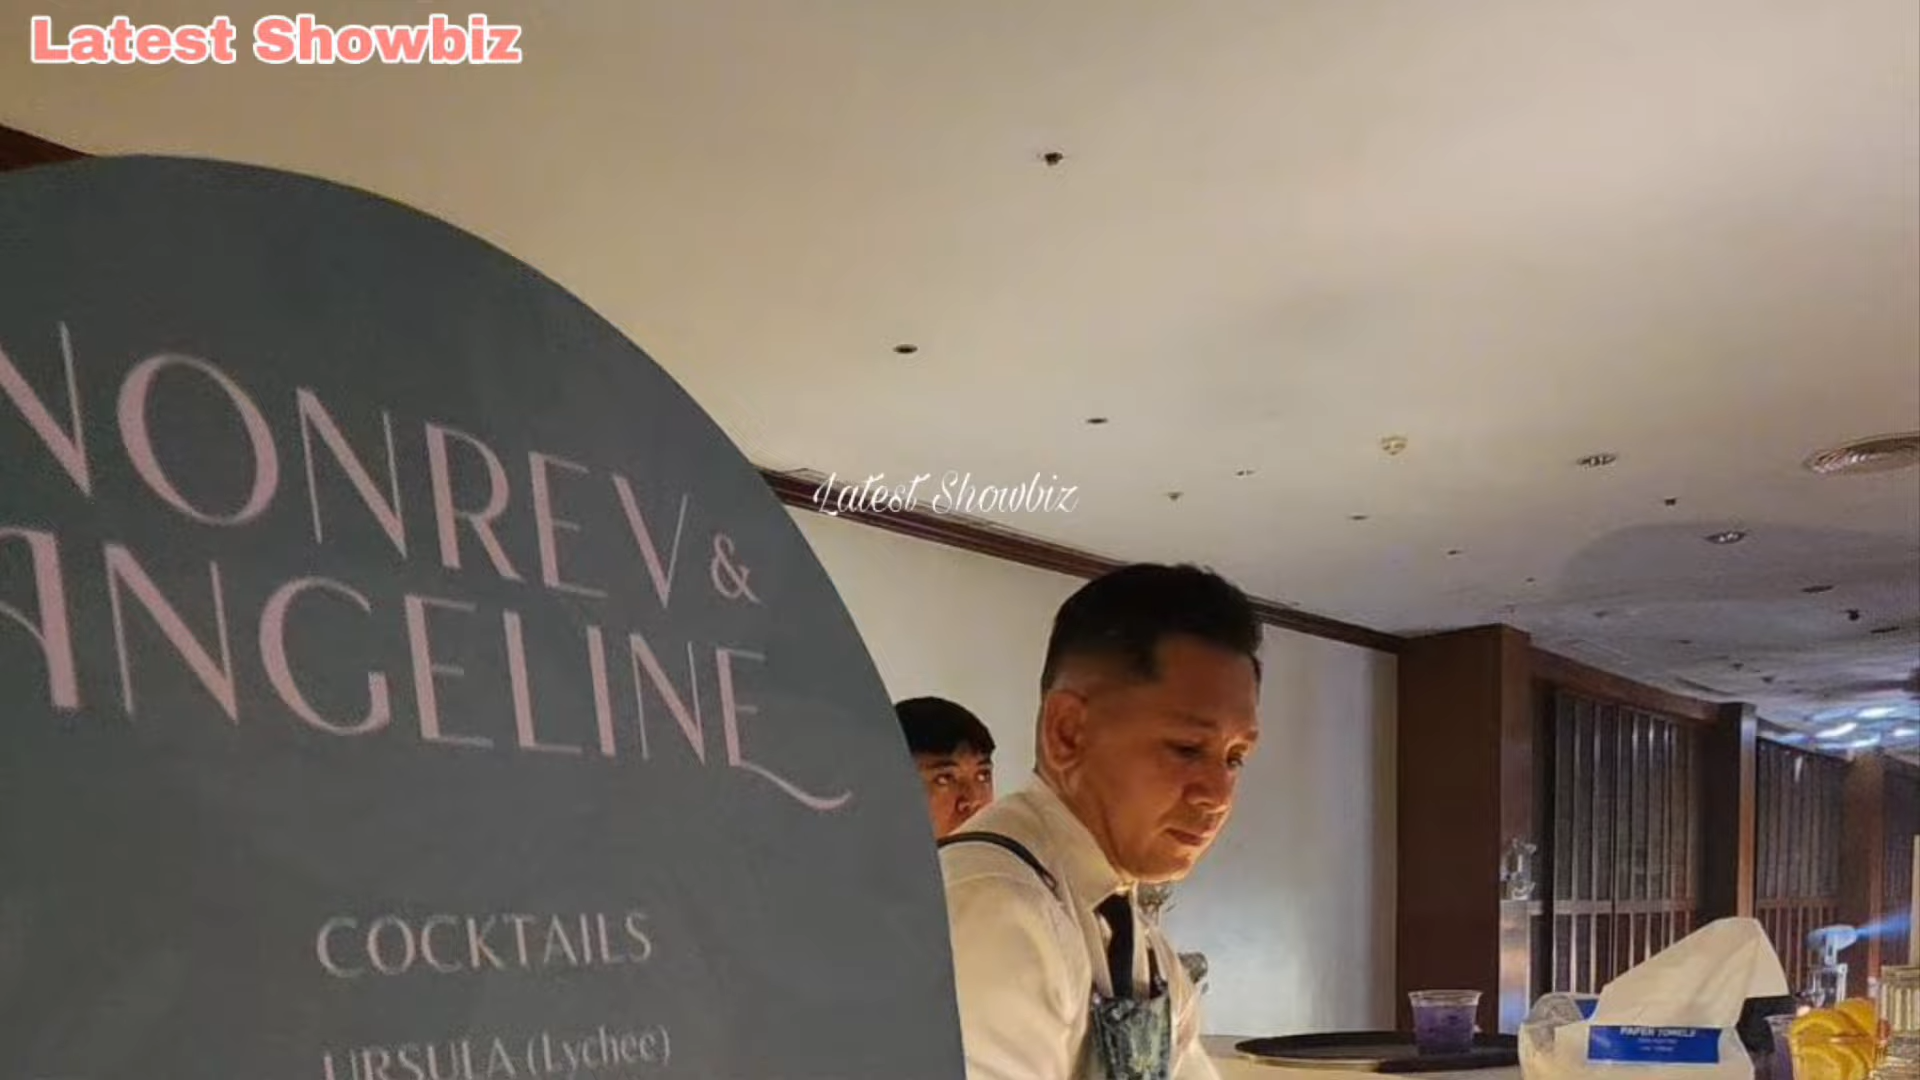 Latest Showbiz
NONREV &
ANGELINE
Latest Showbiz
COCKTAILS
URSULA (Lychee)
PAPER TOWELS